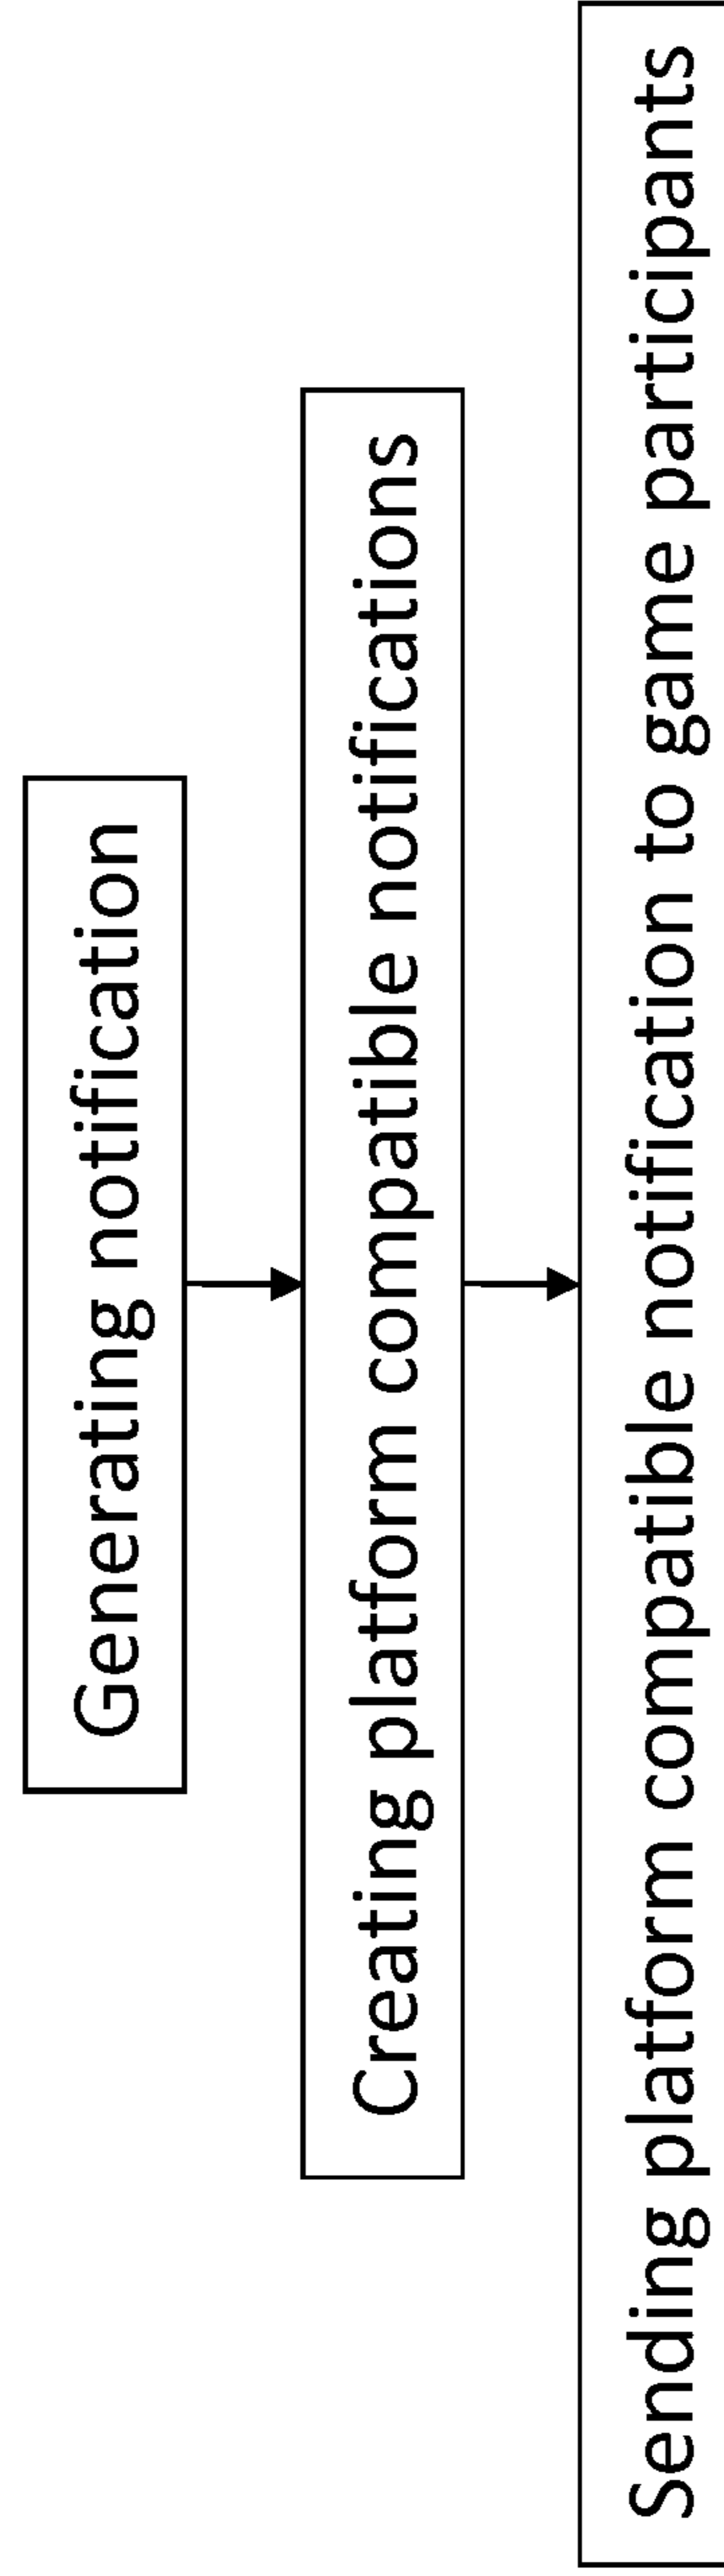 Generating notification
Creating platform compatible notifications
Sending platform compatible notification to game participants